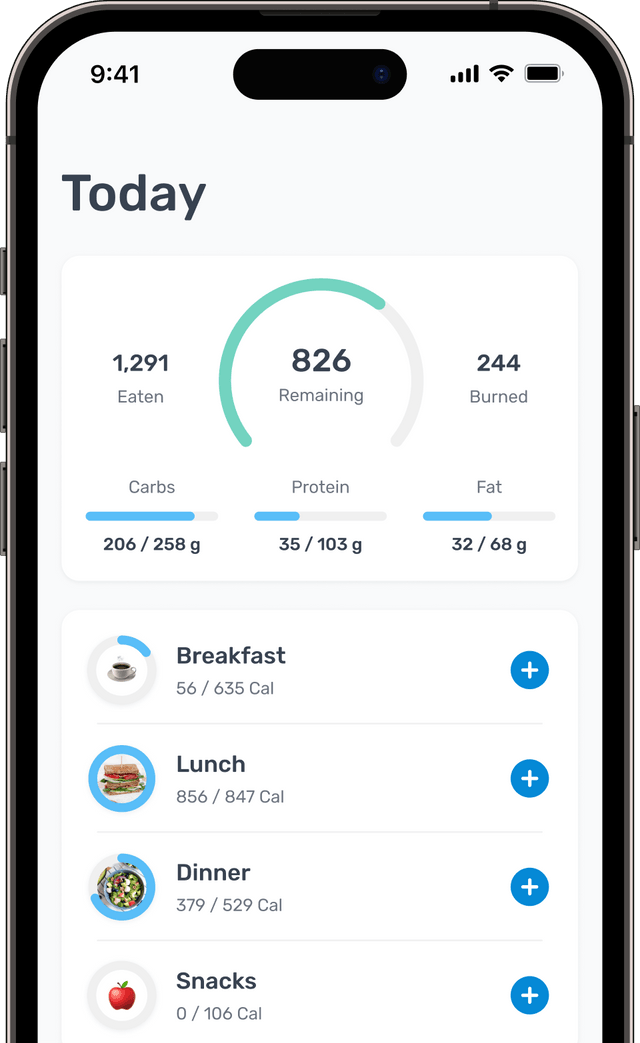 9:41
Today
1,291
Eaten
826
Remaining
244
Burned
Carbs
206 / 258 g
Protein
35 / 103 g
Fat
32 / 68 g
Breakfast
56 / 635 Cal
Lunch
856 / 847 Cal
Dinner
379 / 529 Cal
Snacks
0 / 106 Cal